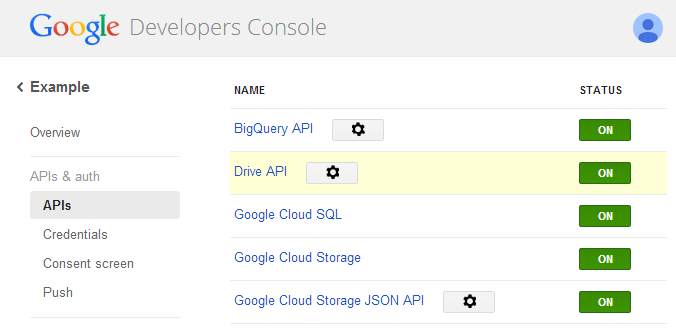 Google Developers Console
Example
Overview
APIs & auth
APIs
Credentials
Consent screen
Push
NAME STATUS
BigQuery API ON
Drive API ON
Google Cloud SQL ON
Google Cloud Storage ON
Google Cloud Storage JSON API ON